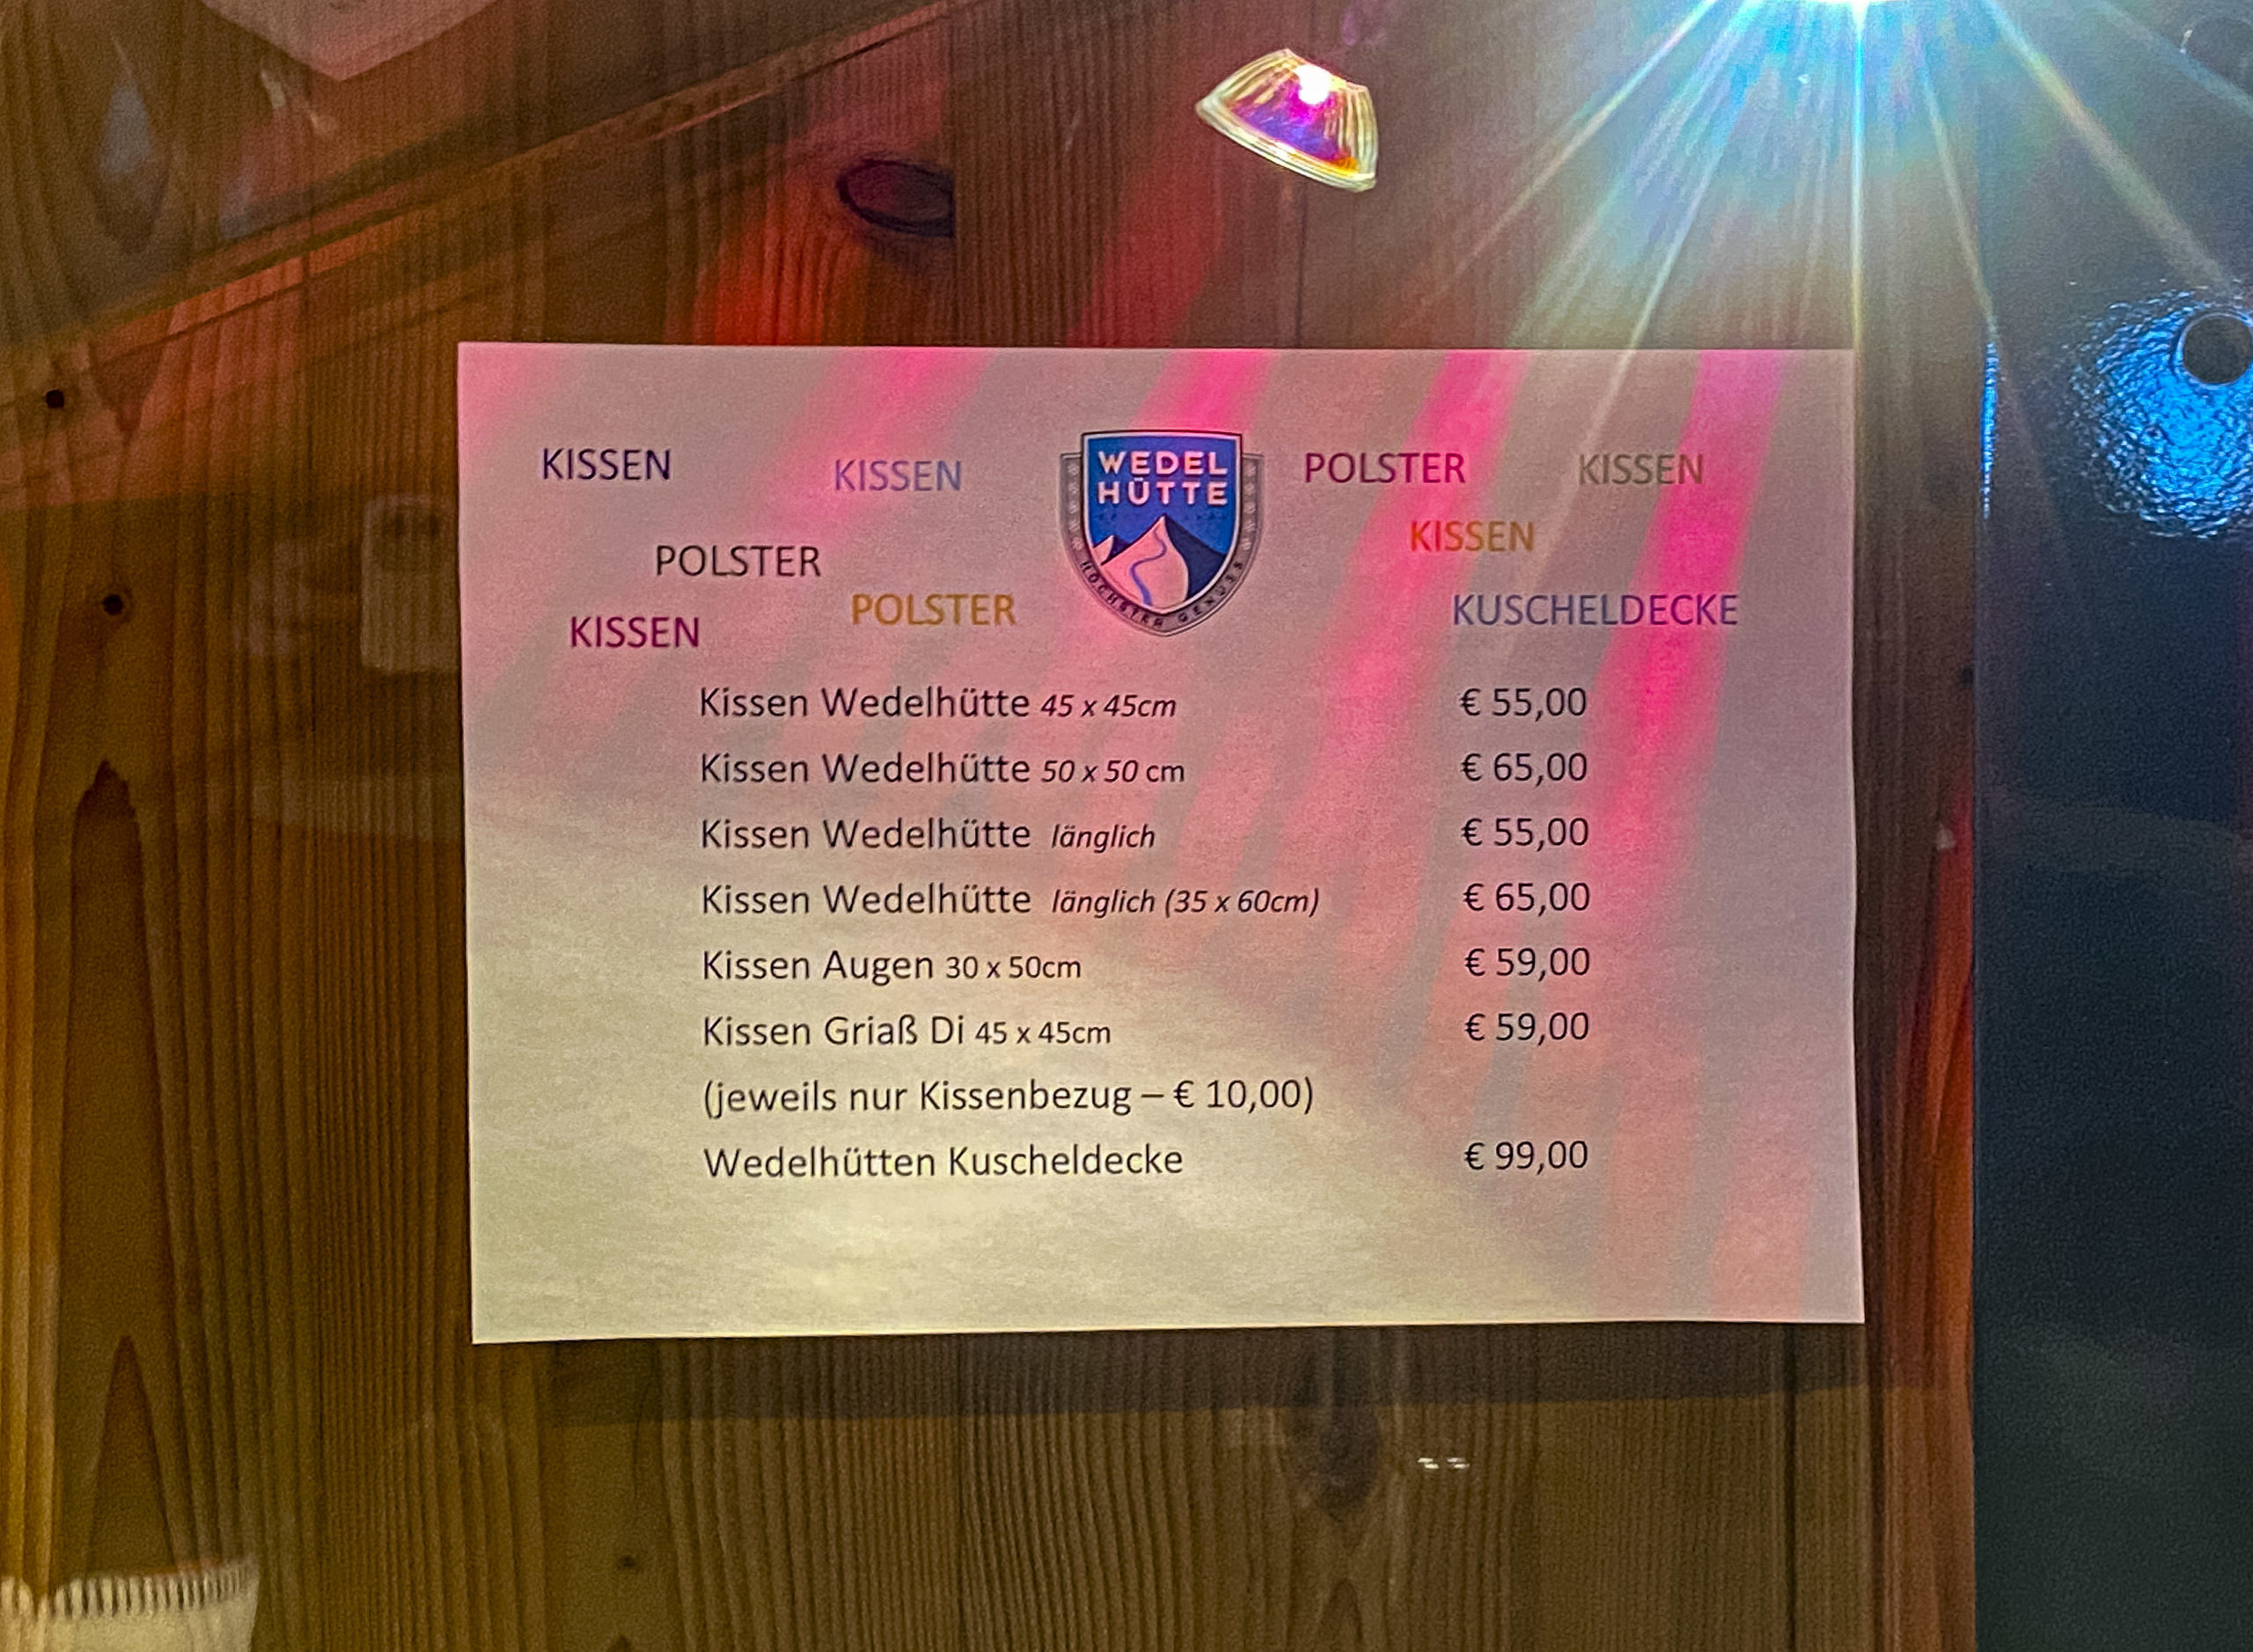 KISSEN KISSEN WEDEL HÜTTE POLSTER KISSEN
HÖCHSTER GENUSS
KISSEN
POLSTER
POLSTER KUSCHELDECKE
KISSEN
Kissen Wedelhütte 45 x 45cm € 55,00
Kissen Wedelhütte 50 x 50 cm € 65,00
Kissen Wedelhütte länglich € 55,00
Kissen Wedelhütte länglich (35 x 60cm) € 65,00
Kissen Augen 30 x 50cm € 59,00
Kissen Griaß Di 45 x 45cm € 59,00
(jeweils nur Kissenbezug – € 10,00)
Wedelhütten Kuscheldecke € 99,00